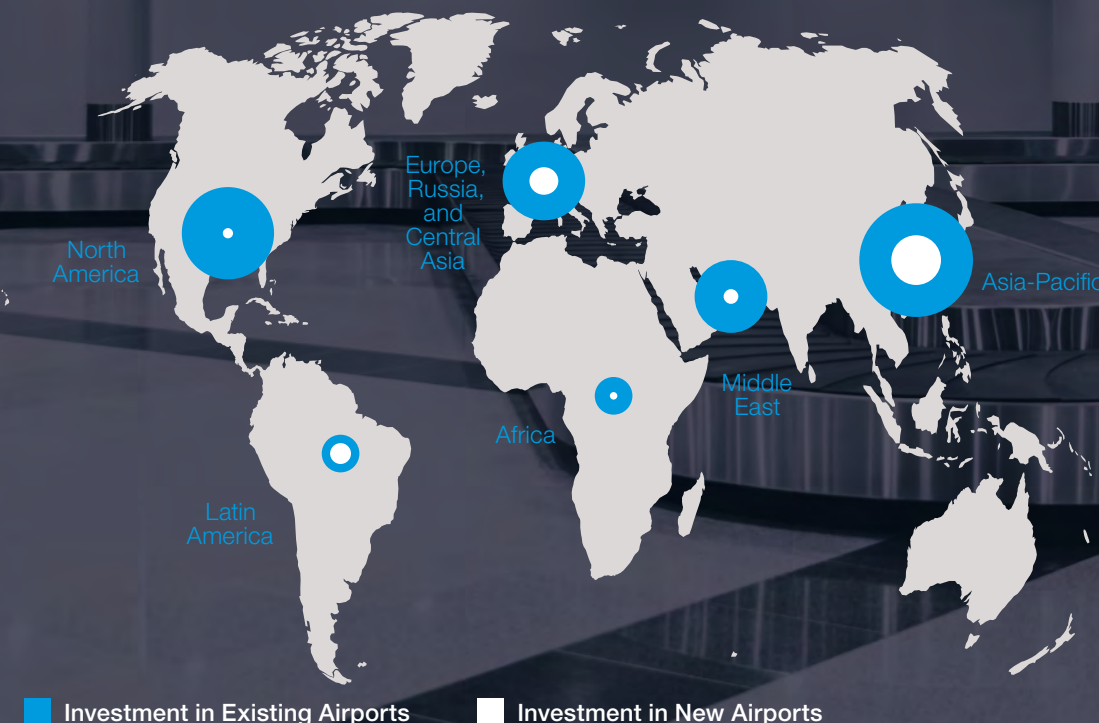 Europe,
Russia,
and
Central
Asia
North
America
Asia-Pacific
Middle
East
Africa
Latin
America
Investment in Existing Airports
Investment in New Airports